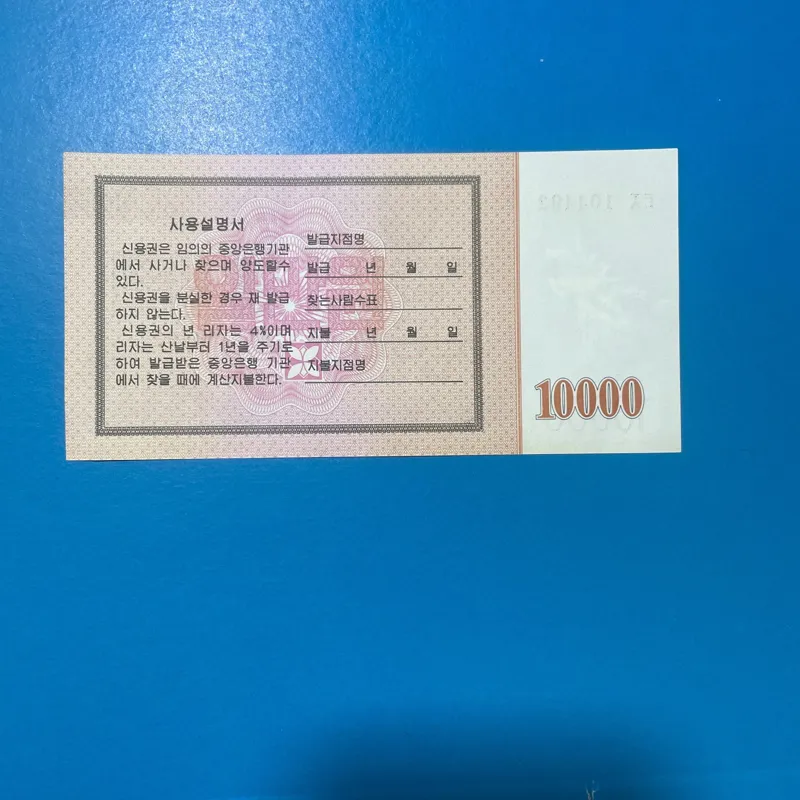 사용설명서
신용권은 임의의 중앙은행기관
에서 사거나 찾으며 양도할수
있다.
신용권을 분실한 경우 재 발급
하지 않는다.
신용권의 년 리자는 4%이며
리자는 산날부터 1년을 주기로
하여 발급받은 중앙은행 기관
에서 찾을 때에 계산지불한다.
발급지점명
발급 년 월 일
찾는사람수표
지불 년 월 일
지불지점명
10000